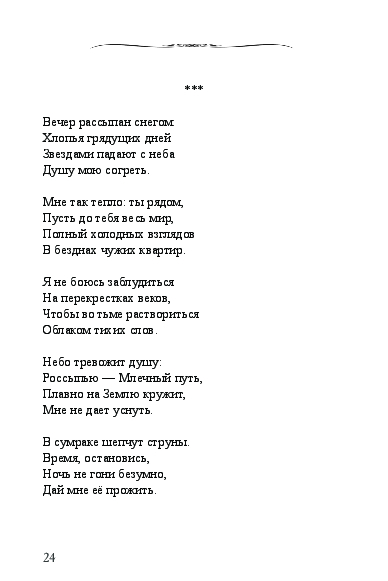 ***
Вечер рассыпан снегом:
Хлопья грядущих дней
Звездами падают с неба
Душу мою согреть.
Мне так тепло: ты рядом,
Пусть до тебя весь мир,
Полный холодных взглядов
В безднах чужих квартир.
Я не боюсь заблудиться
На перекрестках веков,
Чтобы во тьме раствориться
Облаком тихих слов.
Небо тревожит душу:
Россыпью — Млечный путь,
Плавно на Землю кружит,
Мне не дает уснуть.
В сумраке шепчут струны.
Время, остановись,
Ночь не гони безумно,
Дай мне её прожить.
24